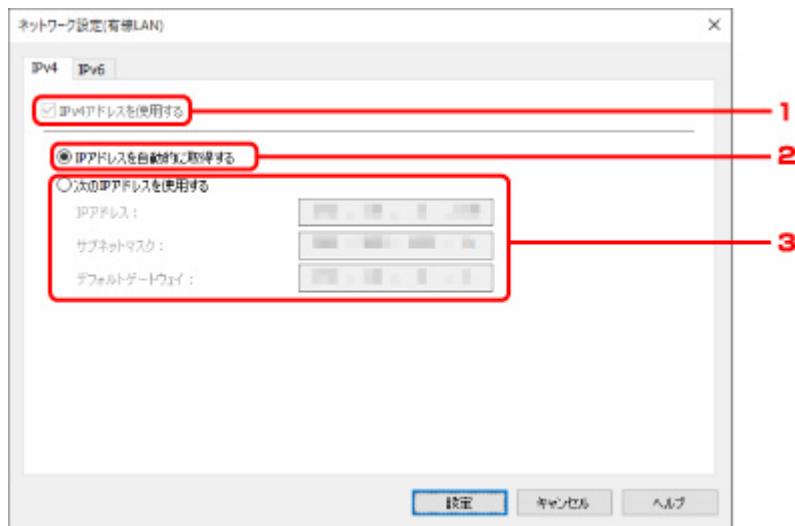 ネットワーク設定(有線LAN)
IPv4 IPv6
IPv4アドレスを使用する
1
IPアドレスを自動的に取得する
2
次のIPアドレスを使用する
IPアドレス：
サブネットマスク：
3
デフォルトゲートウェイ：
設定 キャンセル ヘルプ